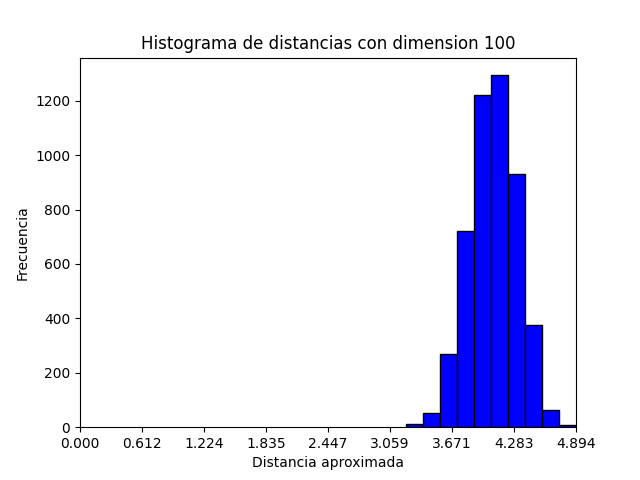 Histograma de distancias con dimension 100
1200
1000
800
600
400
200
0
Frecuencia
0.000 0.612 1.224 1.835 2.447 3.059 3.671 4.283 4.894
Distancia aproximada